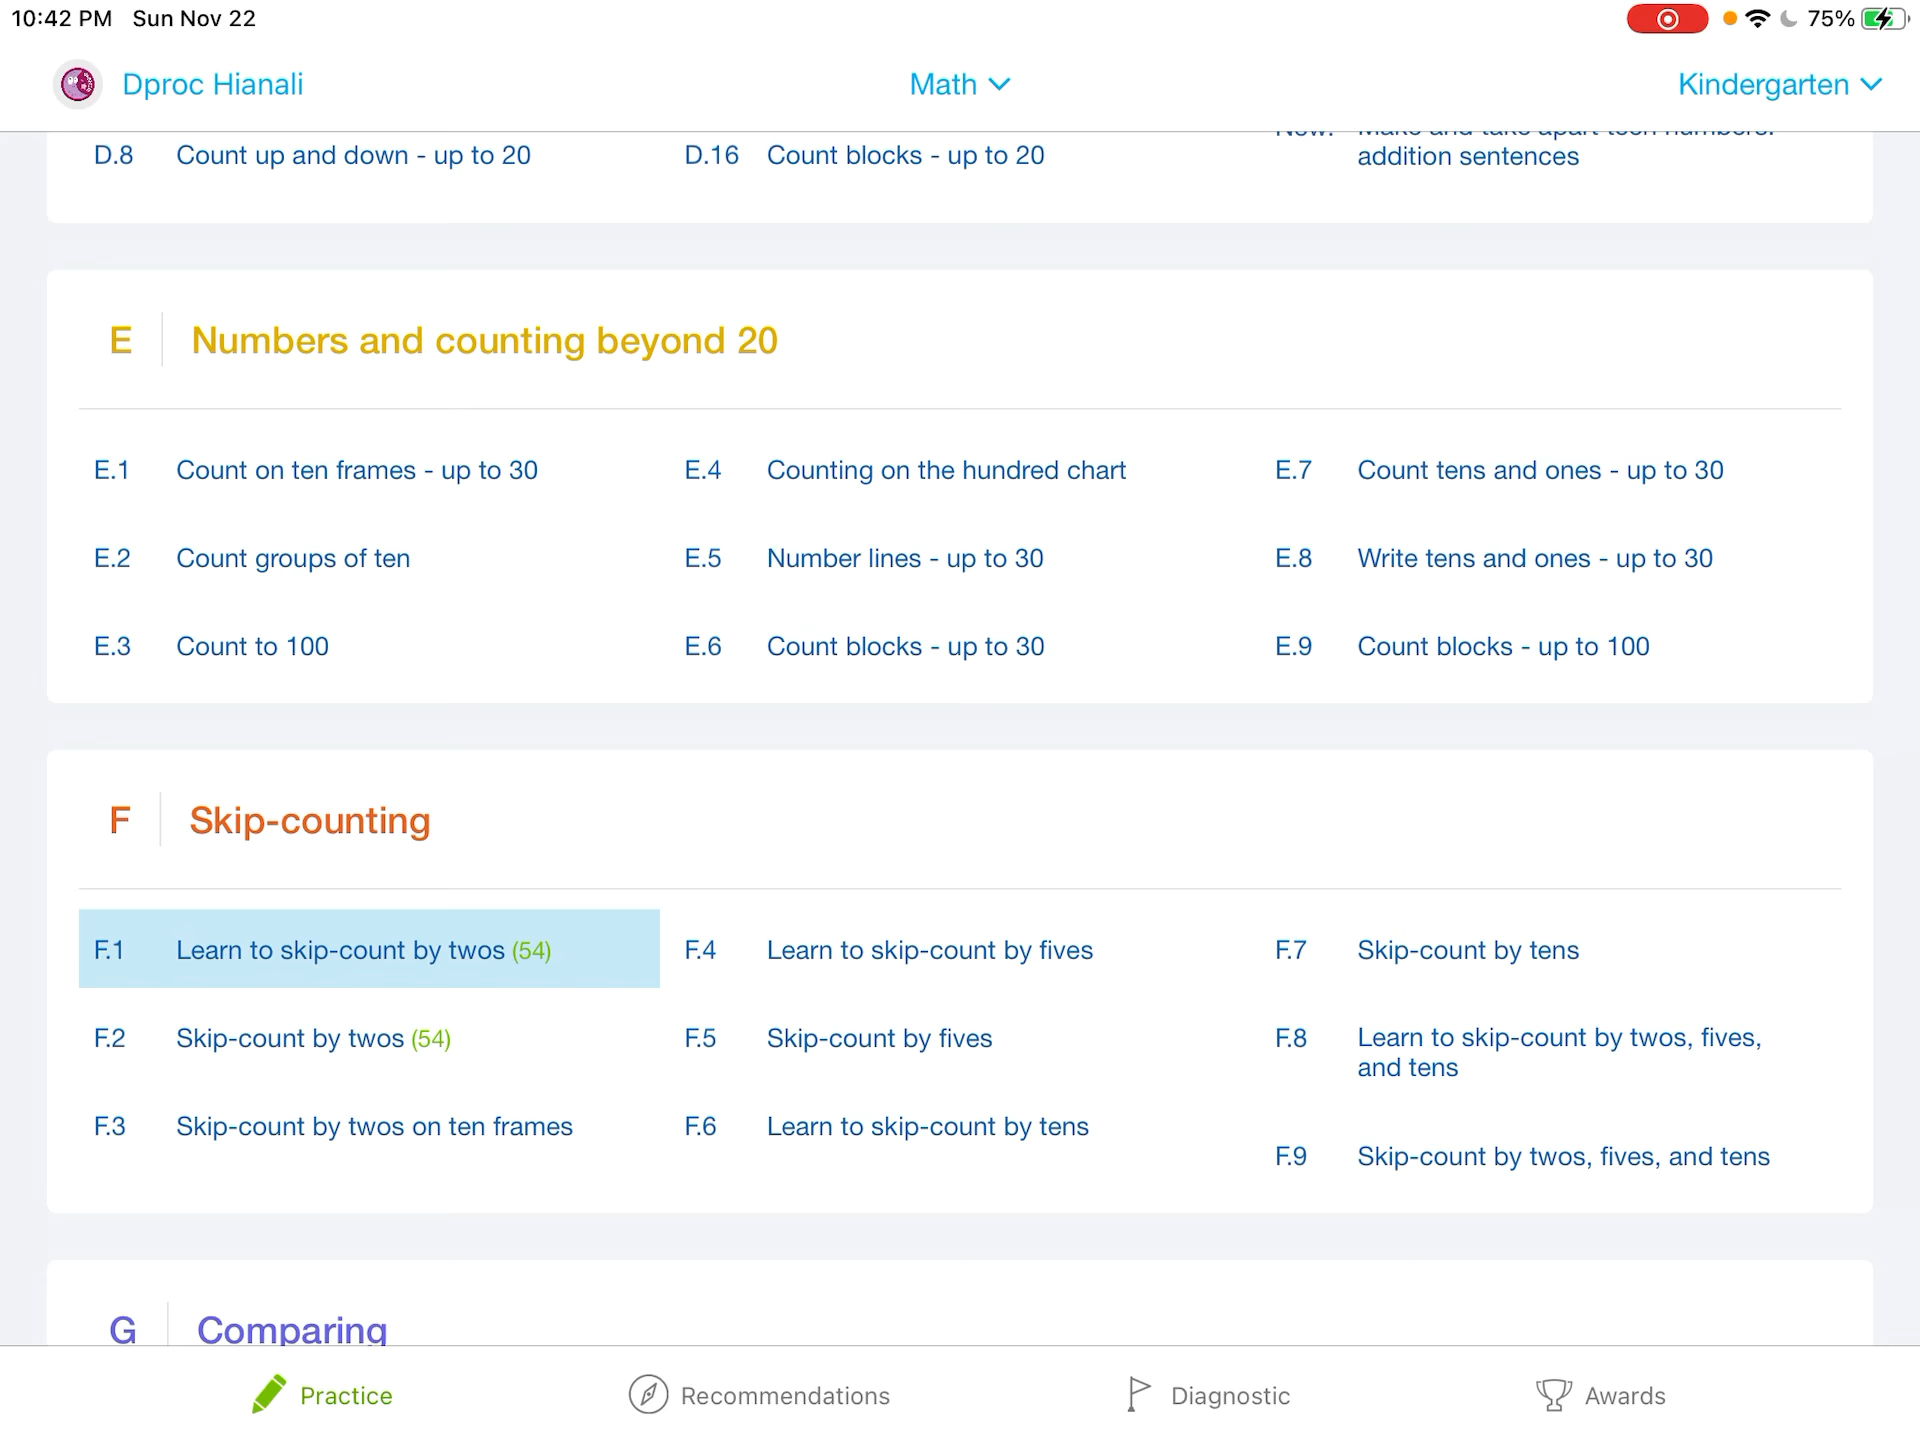 10:42 PM Sun Nov 22
75%
Dproc Hianali
Math
Kindergarten
D.8 Count up and down - up to 20
D.16 Count blocks - up to 20
New! Make and take apart teen numbers:
addition sentences
E Numbers and counting beyond 20
E.1 Count on ten frames - up to 30
E.2 Count groups of ten
E.3 Count to 100
E.4 Counting on the hundred chart
E.5 Number lines - up to 30
E.6 Count blocks - up to 30
E.7 Count tens and ones - up to 30
E.8 Write tens and ones - up to 30
E.9 Count blocks - up to 100
F Skip-counting
F.1 Learn to skip-count by twos (54)
F.2 Skip-count by twos (54)
F.3 Skip-count by twos on ten frames
F.4 Learn to skip-count by fives
F.5 Skip-count by fives
F.6 Learn to skip-count by tens
F.7 Skip-count by tens
F.8 Learn to skip-count by twos, fives,
and tens
F.9 Skip-count by twos, fives, and tens
G Comparing
Practice
Recommendations
Diagnostic
Awards